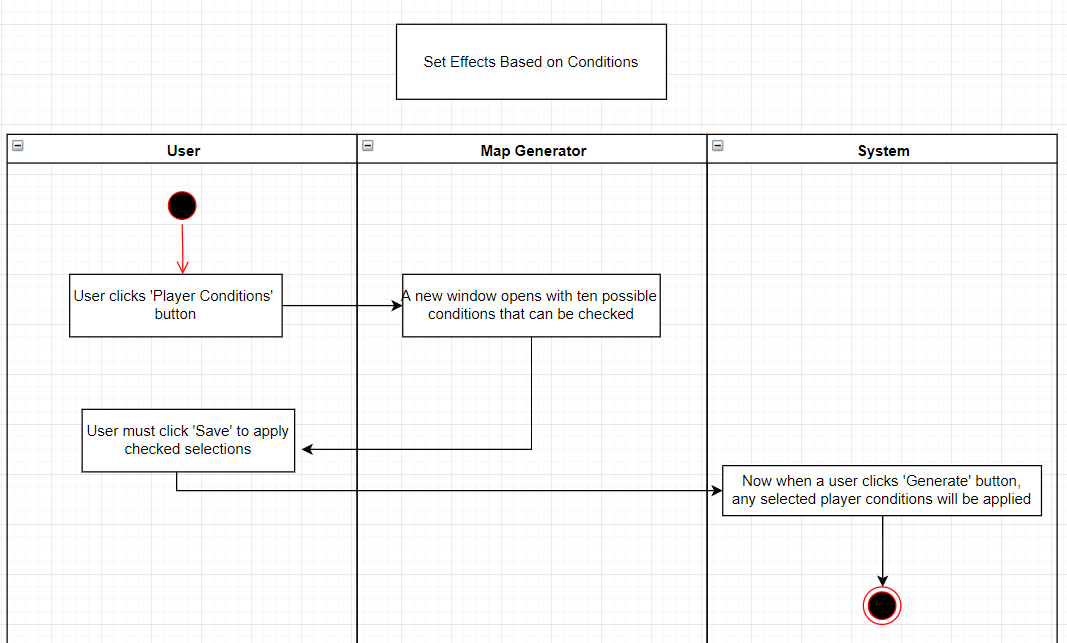 Set Effects Based on Conditions
User
Map Generator
System
User clicks 'Player Conditions'
button
A new window opens with ten possible
conditions that can be checked
User must click 'Save' to apply
checked selections
Now when a user clicks 'Generate' button,
any selected player conditions will be applied